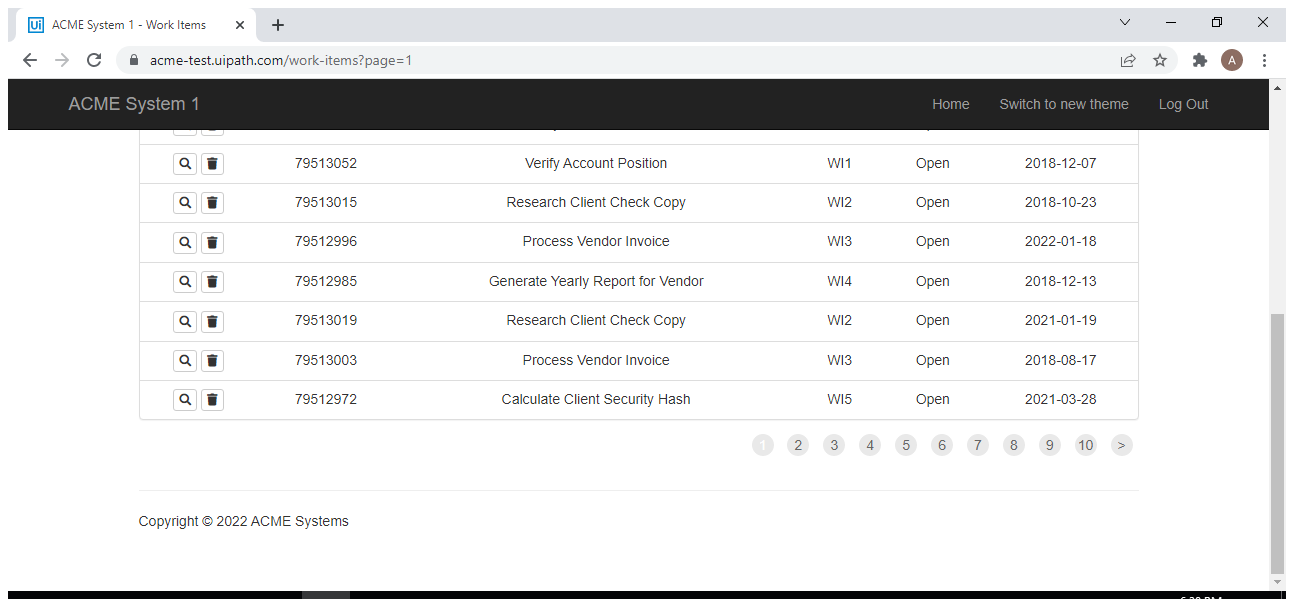 ACME System 1 - Work Items
acme-test.uipath.com/work-items?page=1
A
ACME System 1 Home Switch to new theme Log Out
79513052 Verify Account Position WI1 Open 2018-12-07
79513015 Research Client Check Copy WI2 Open 2018-10-23
79512996 Process Vendor Invoice WI3 Open 2022-01-18
79512985 Generate Yearly Report for Vendor WI4 Open 2018-12-13
79513019 Research Client Check Copy WI2 Open 2021-01-19
79513003 Process Vendor Invoice WI3 Open 2018-08-17
79512972 Calculate Client Security Hash WI5 Open 2021-03-28
1 2 3 4 5 6 7 8 9 10 >
Copyright © 2022 ACME Systems